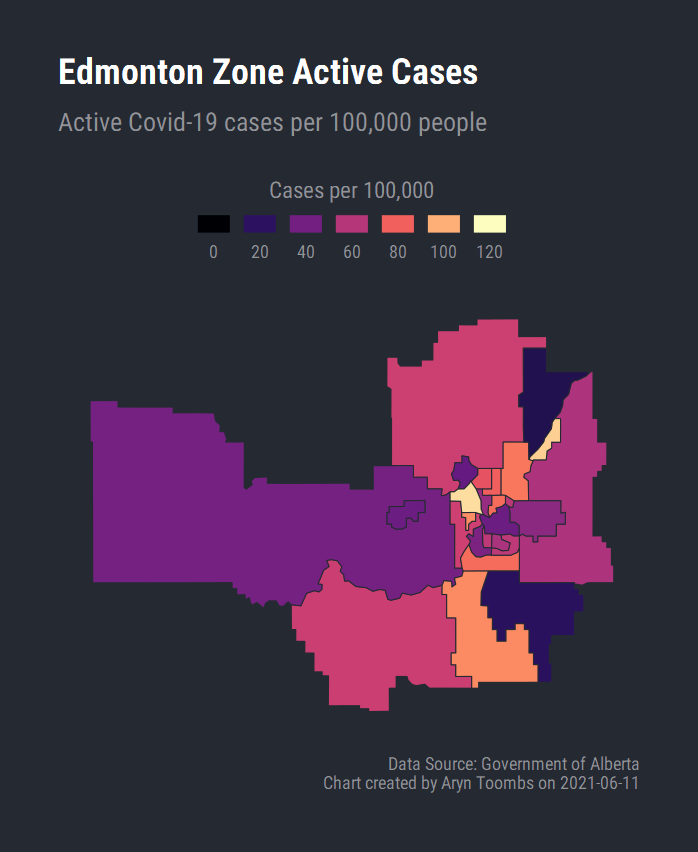 Edmonton Zone Active Cases
Active Covid-19 cases per 100,000 people
Cases per 100,000
0 20 40 60 80 100 120
Data Source: Government of Alberta
Chart created by Aryn Toombs on 2021-06-11